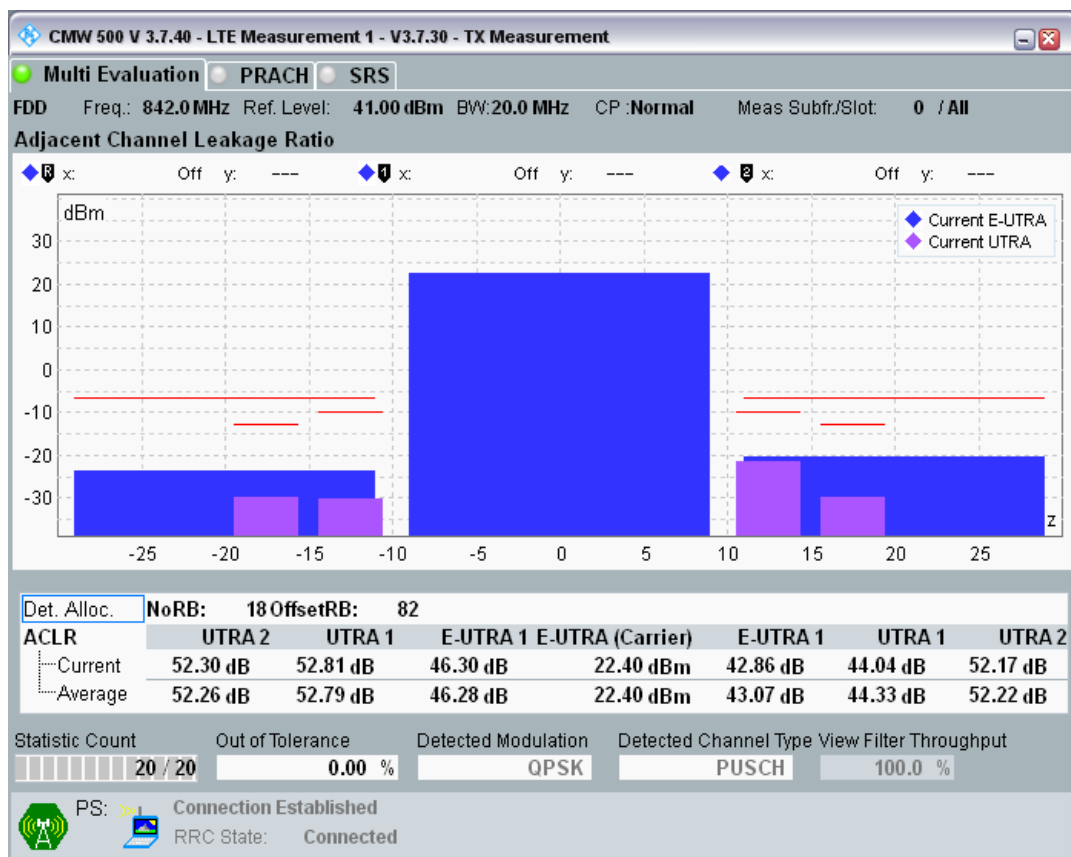 CMW 500 V 3.7.40 - LTE Measurement 1 - V3.7.30 - TX Measurement
Multi Evaluation PRACH SRS
FDD Freq.: 842.0 MHz Ref. Level: 41.00 dBm BW:20.0 MHz CP :Normal Meas Subfr./Slot: 0 / All
Adjacent Channel Leakage Ratio
R x: Off y: --- 1 x: Off y: --- 2 x: Off y: ---
dBm
Current E-UTRA
Current UTRA
30
20
10
0
-10
-20
-30
z
-25 -20 -15 -10 -5 0 5 10 15 20 25
Det. Alloc. NoRB: 18 OffsetRB: 82
ACLR UTRA 2 UTRA 1 E-UTRA 1 E-UTRA (Carrier) E-UTRA 1 UTRA 1 UTRA 2
Current 52.30 dB 52.81 dB 46.30 dB 22.40 dBm 42.86 dB 44.04 dB 52.17 dB
Average 52.26 dB 52.79 dB 46.28 dB 22.40 dBm 43.07 dB 44.33 dB 52.22 dB
Statistic Count Out of Tolerance Detected Modulation Detected Channel Type View Filter Throughput
20 / 20 0.00 % QPSK PUSCH 100.0 %
PS: Connection Established
RRC State: Connected